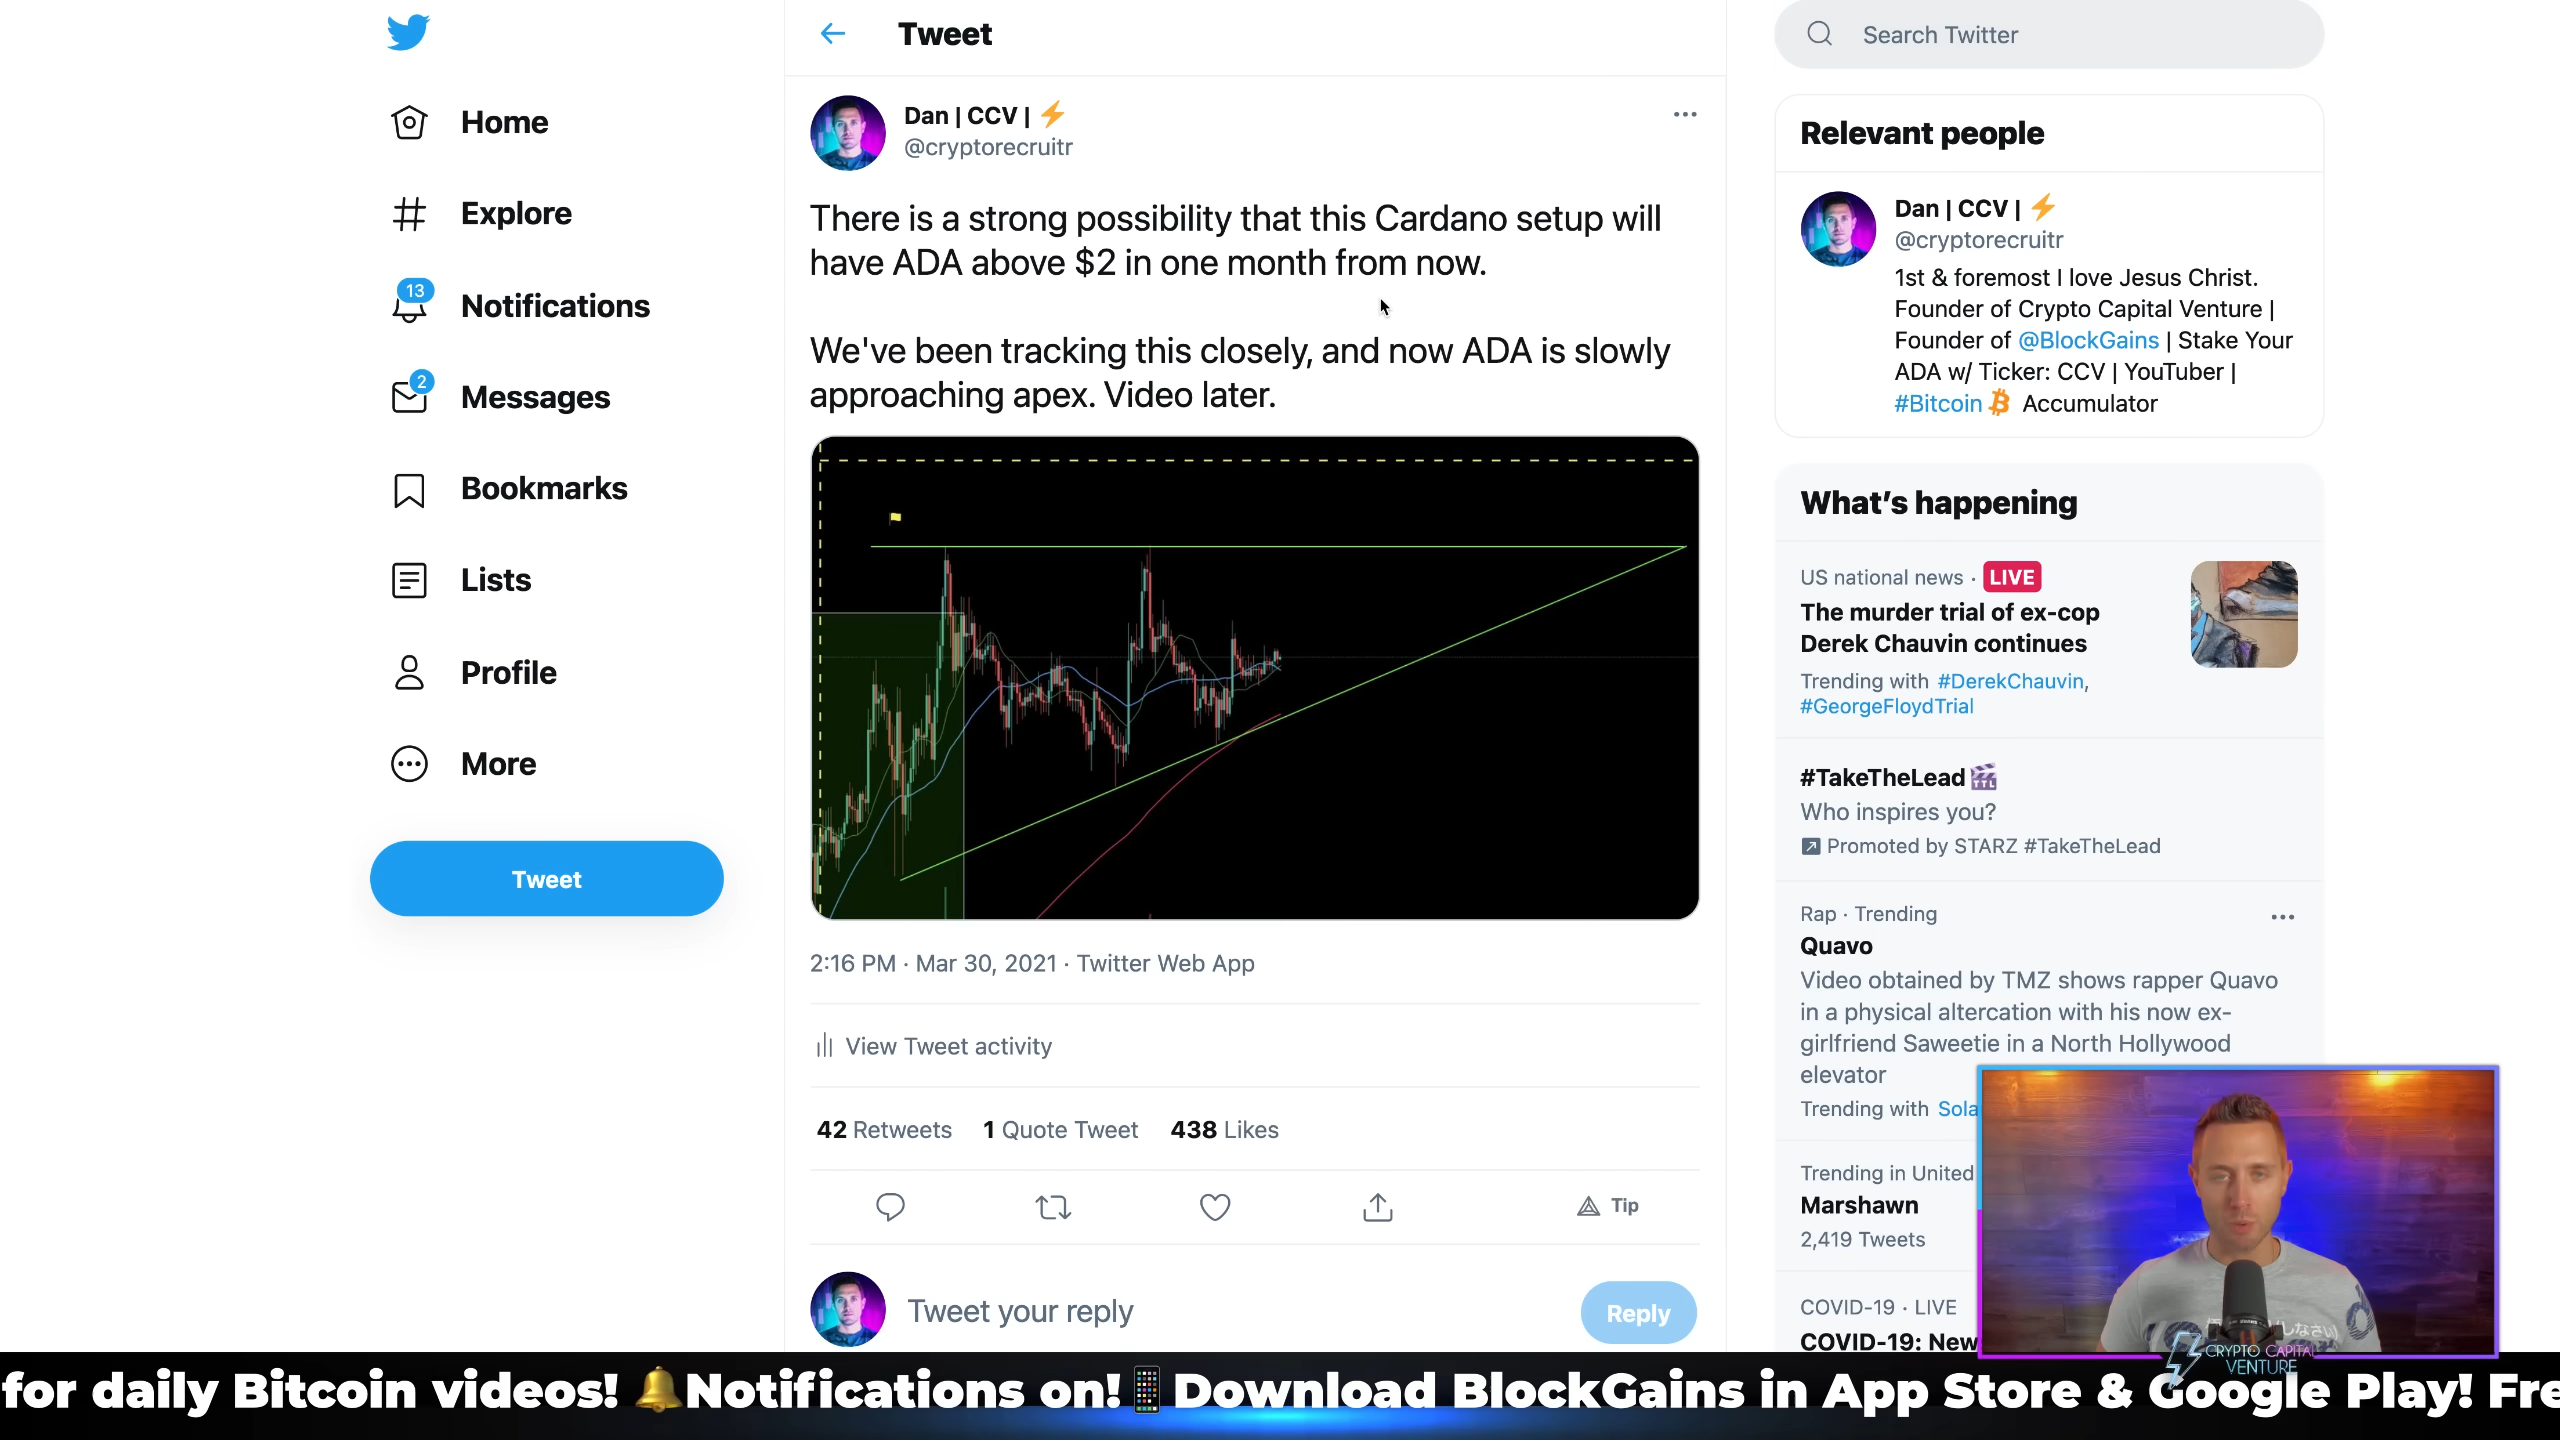 Home
Explore
13
Notifications
2
Messages
Bookmarks
Lists
Profile
More
Tweet
Tweet
Dan | CCV | ⚡
@cryptorecruitr
There is a strong possibility that this Cardano setup will
have ADA above $2 in one month from now.
We've been tracking this closely, and now ADA is slowly
approaching apex. Video later.
2:16 PM · Mar 30, 2021 · Twitter Web App
View Tweet activity
42 Retweets 1 Quote Tweet 438 Likes
Tip
Tweet your reply
Reply
Search Twitter
Relevant people
Dan | CCV | ⚡
@cryptorecruitr
1st & foremost I love Jesus Christ.
Founder of Crypto Capital Venture |
Founder of @BlockGains | Stake Your
ADA w/ Ticker: CCV | YouTuber |
#Bitcoin Accumulator
What's happening
US national news · LIVE
The murder trial of ex-cop
Derek Chauvin continues
Trending with #DerekChauvin,
#GeorgeFloydTrial
#TakeTheLead
Who inspires you?
Promoted by STARZ #TakeTheLead
Rap · Trending
Quavo
Video obtained by TMZ shows rapper Quavo
in a physical altercation with his now ex-
girlfriend Saweetie in a North Hollywood
elevator
Trending with Sola
Trending in United
Marshawn
2,419 Tweets
COVID-19 · LIVE
COVID-19: New
CRYPTO CAPITAL
VENTURE
for daily Bitcoin videos! 🔔Notifications on!📱Download BlockGains in App Store & Google Play! Fre